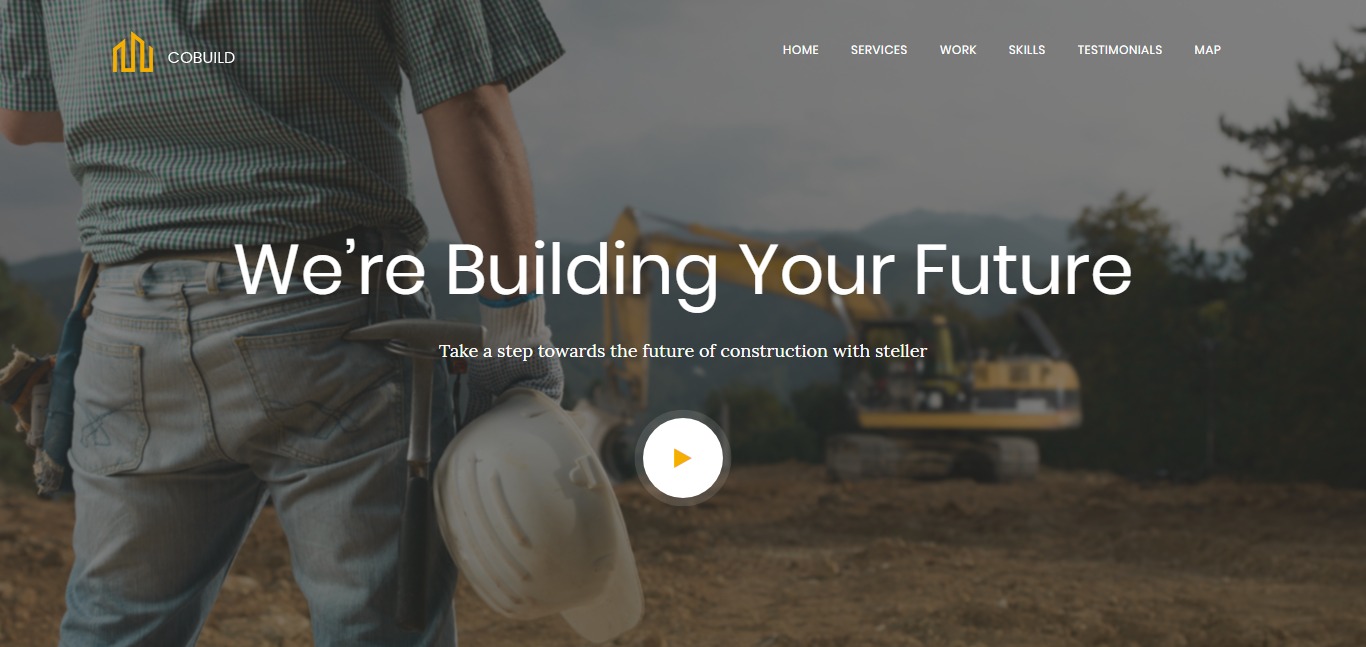 COBUILD
HOME SERVICES WORK SKILLS TESTIMONIALS MAP
We’re Building Your Future
Take a step towards the future of construction with steller